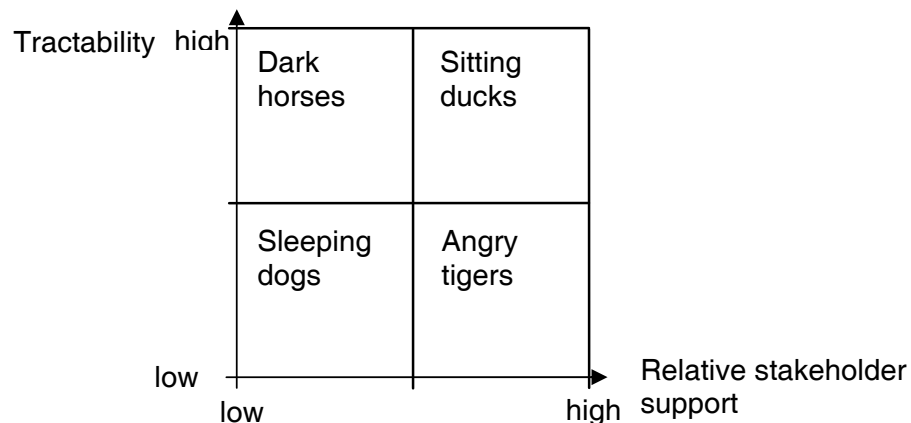 Tractability high
Dark
horses
Sitting
ducks
Sleeping
dogs
Angry
tigers
low
low
high
Relative stakeholder
support